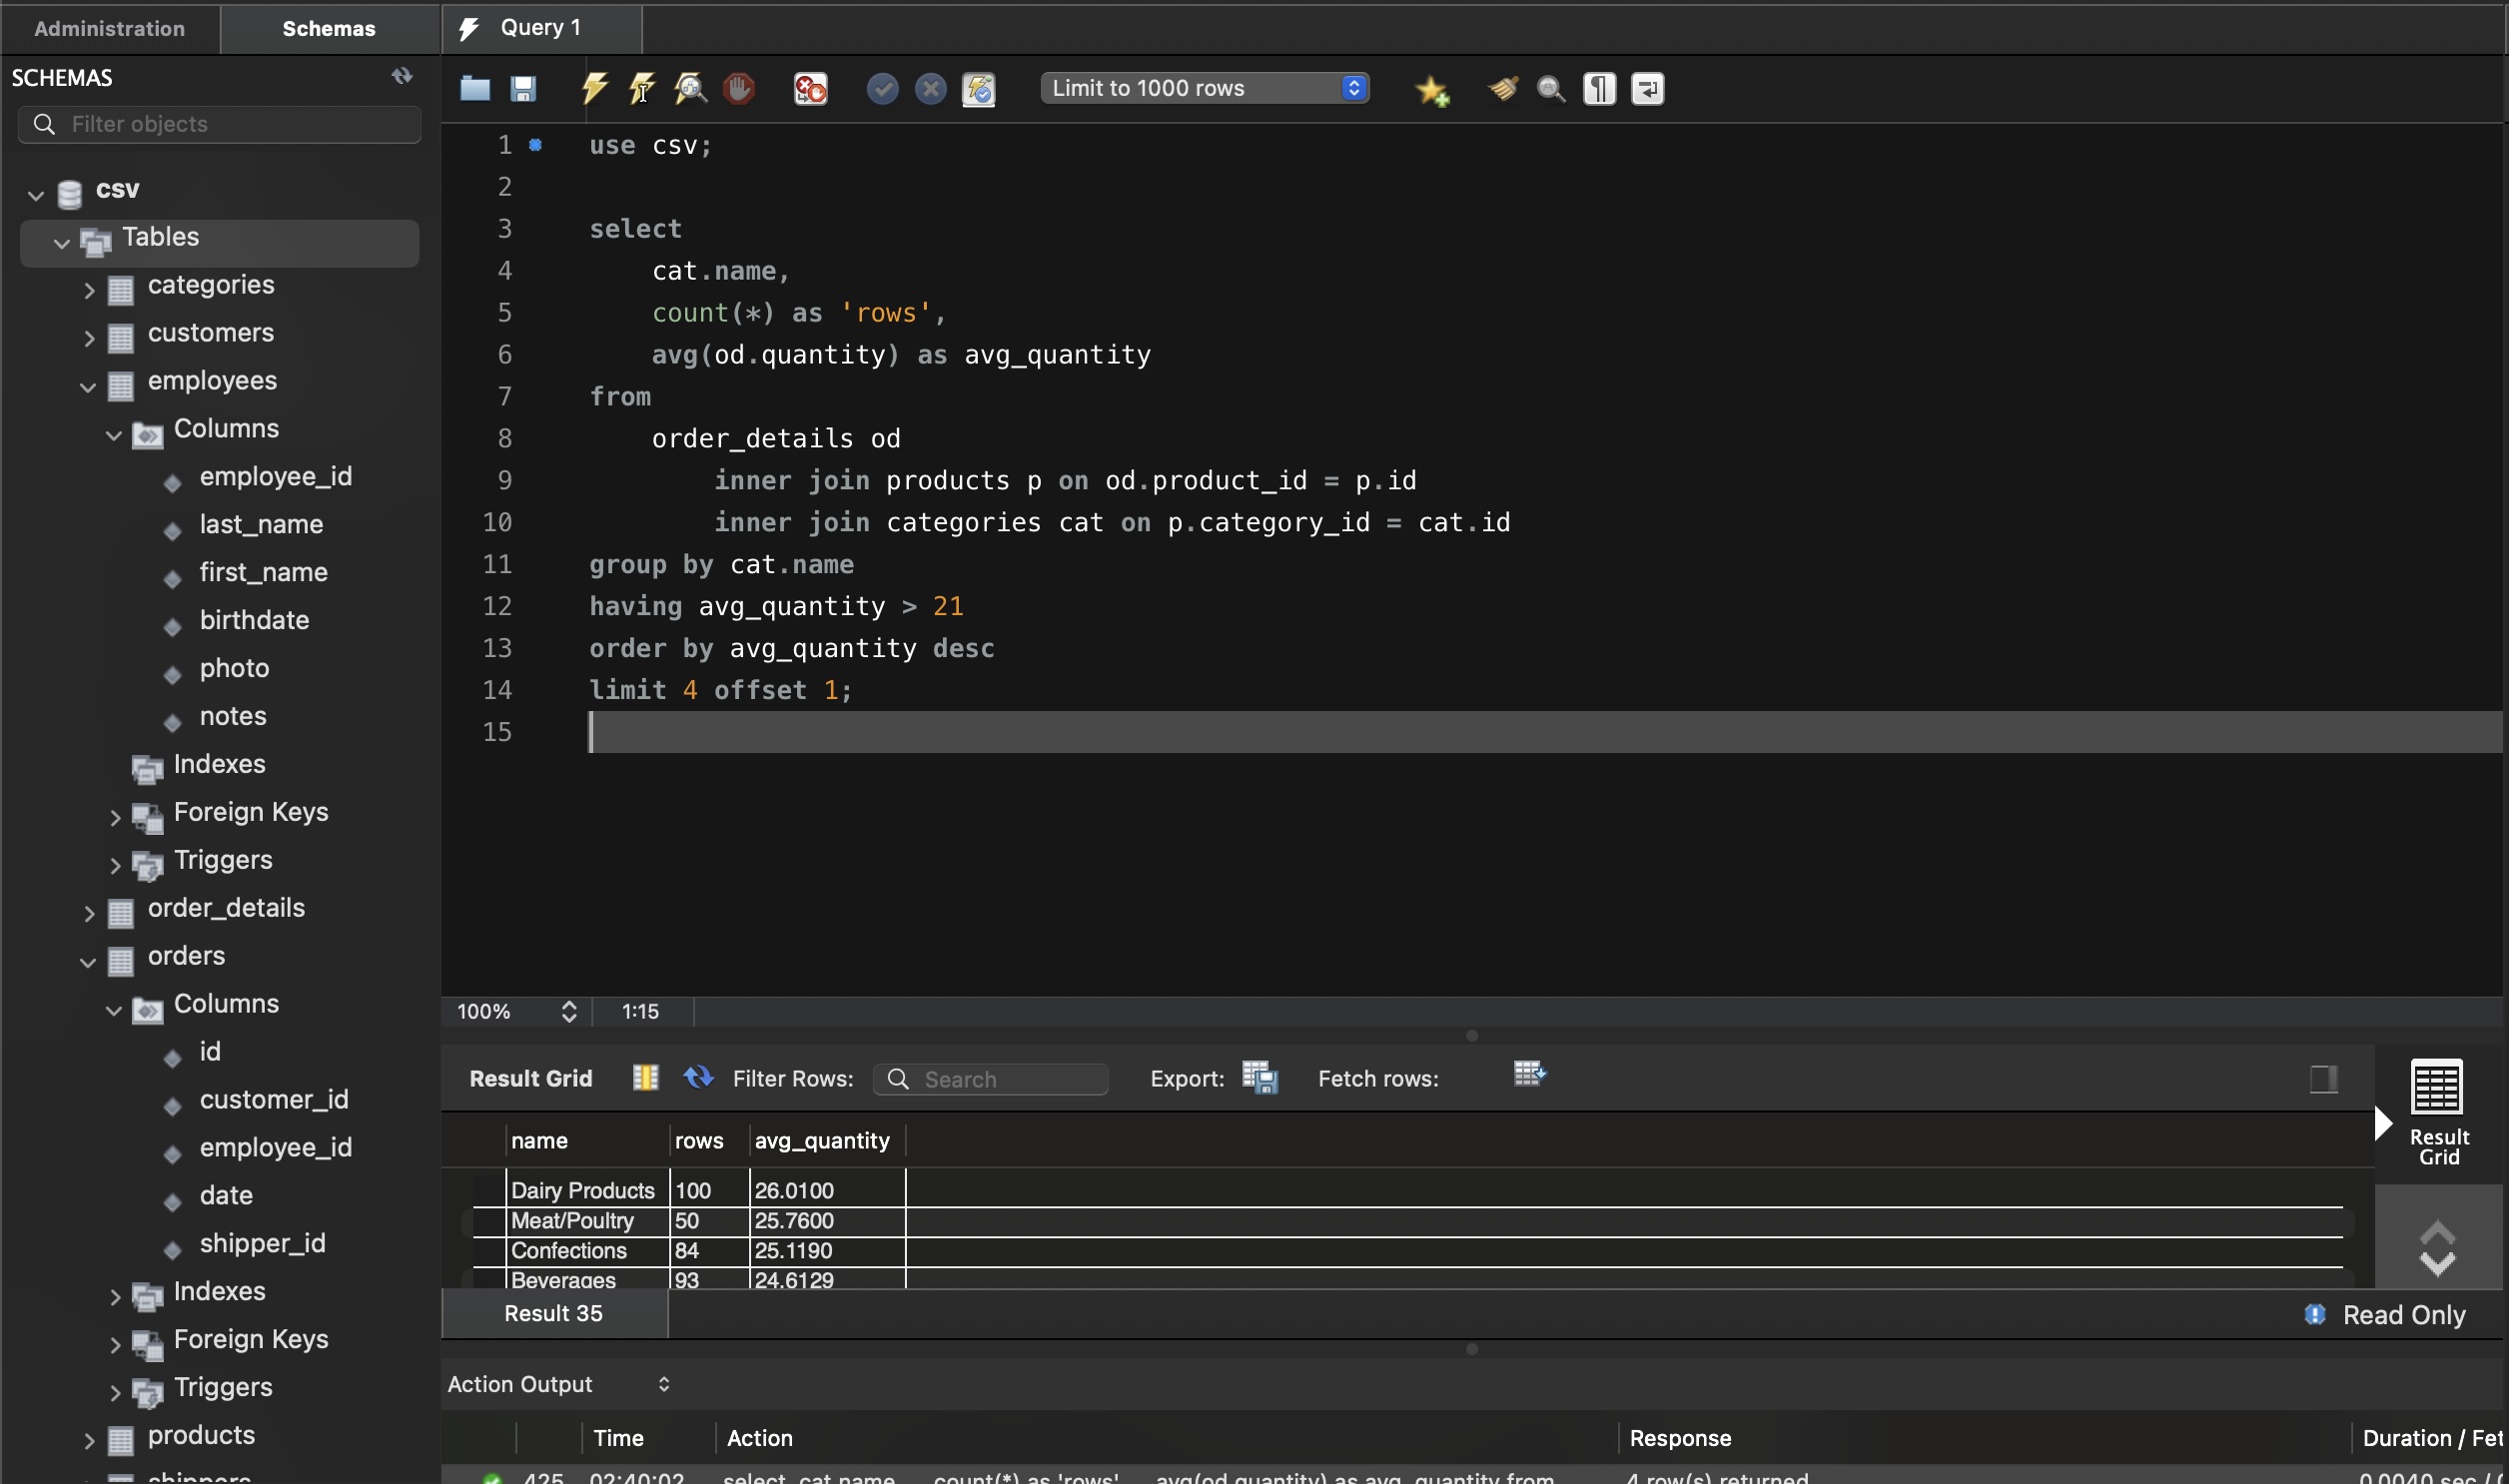 Administration
Schemas
Query 1
SCHEMAS
Filter objects
Limit to 1000 rows
csv
Tables
categories
customers
employees
Columns
employee_id
last_name
first_name
birthdate
photo
notes
Indexes
Foreign Keys
Triggers
order_details
orders
Columns
id
customer_id
employee_id
date
shipper_id
Indexes
Foreign Keys
Triggers
products
shippers
1 use csv;
2
3 select
4 cat.name,
5 count(*) as 'rows',
6 avg(od.quantity) as avg_quantity
7 from
8 order_details od
9 inner join products p on od.product_id = p.id
10 inner join categories cat on p.category_id = cat.id
11 group by cat.name
12 having avg_quantity > 21
13 order by avg_quantity desc
14 limit 4 offset 1;
15
100% 1:15
Result Grid Filter Rows: Search Export: Fetch rows:
name rows avg_quantity
Dairy Products 100 26.0100
Meat/Poultry 50 25.7600
Confections 84 25.1190
Beverages 93 24.6129
Result
Grid
Result 35
Read Only
Action Output
Time Action Response Duration / Fet
425 02:40:02 select cat.name, count(*) as 'rows', avg(od.quantity) as avg_quantity from 4 row(s) returned 0.0040 sec /